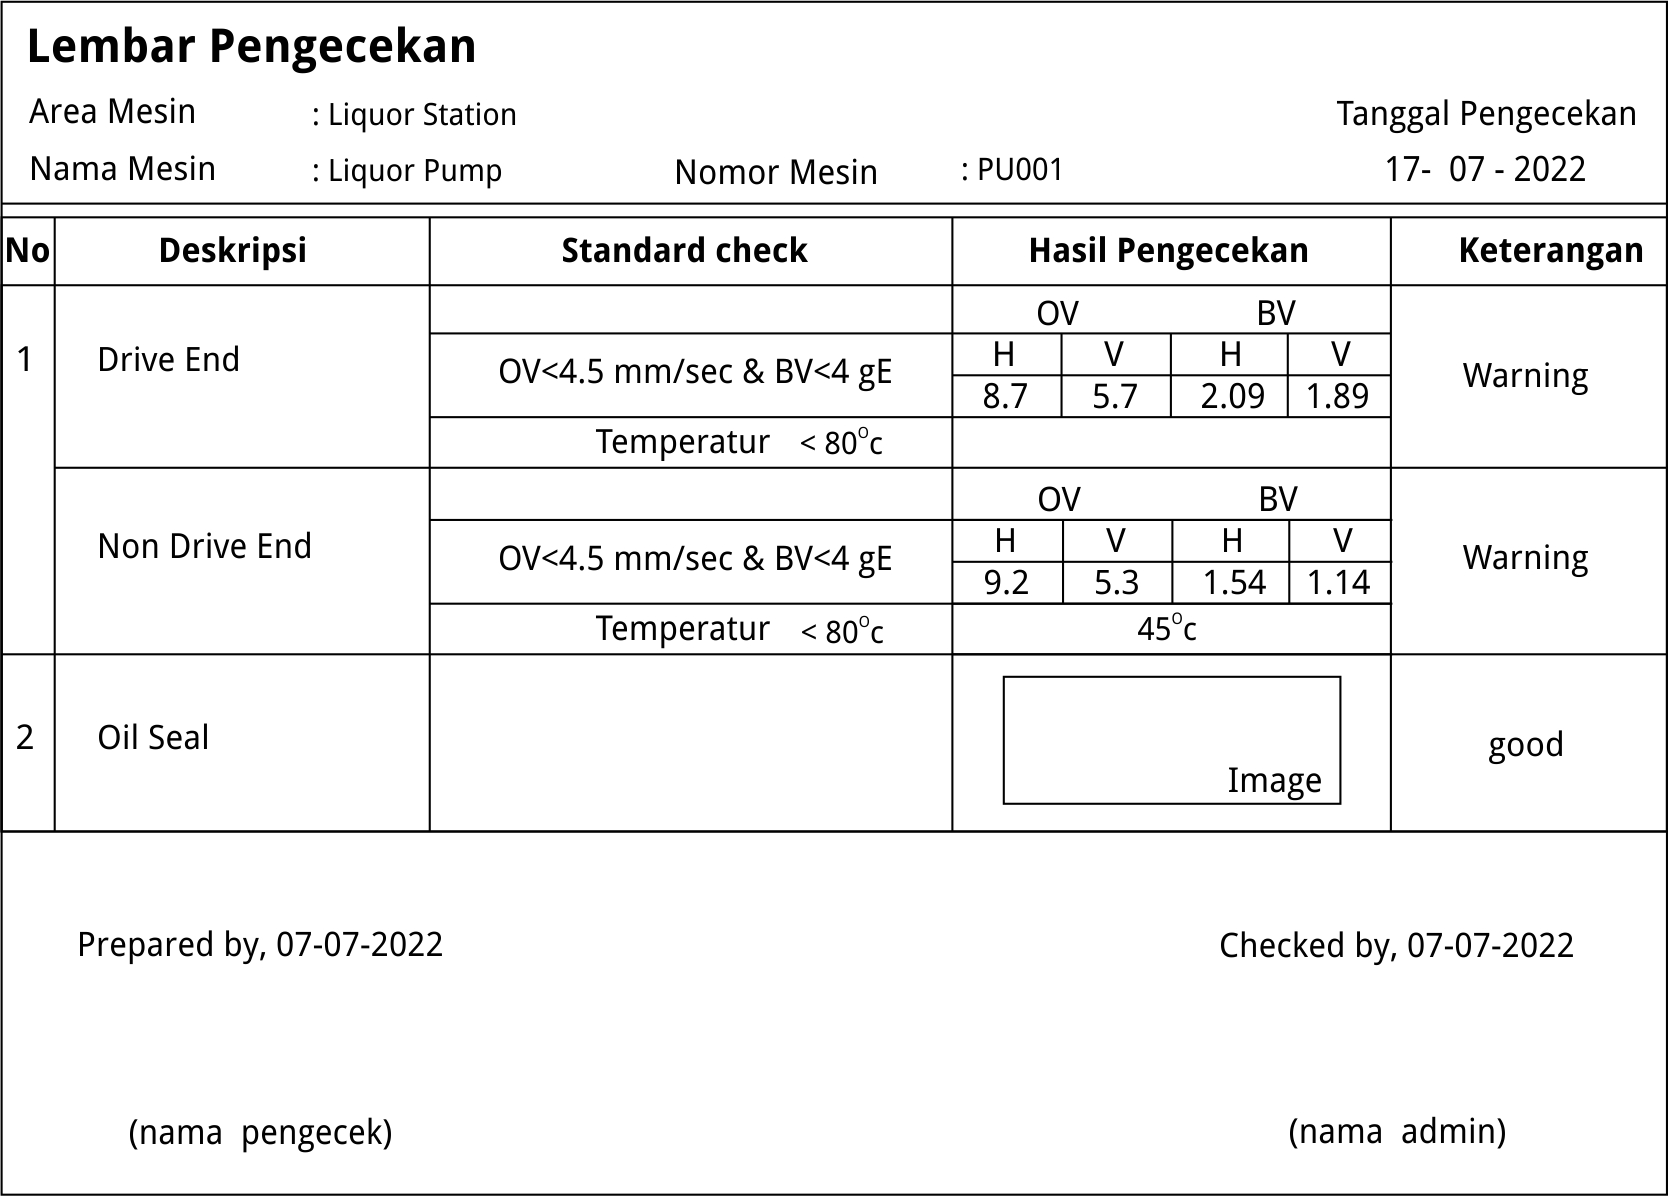 Lembar Pengecekan
Area Mesin : Liquor Station Tanggal Pengecekan
Nama Mesin : Liquor Pump Nomor Mesin : PU001 17- 07 - 2022
No Deskripsi Standard check Hasil Pengecekan Keterangan
OV BV
1 Drive End OV<4.5 mm/sec & BV<4 gE H V H V Warning
8.7 5.7 2.09 1.89
Temperatur < 80°c
OV BV
Non Drive End OV<4.5 mm/sec & BV<4 gE H V H V Warning
9.2 5.3 1.54 1.14
Temperatur < 80°c 45°c
2 Oil Seal good
Image
Prepared by, 07-07-2022 Checked by, 07-07-2022
(nama pengecek) (nama admin)